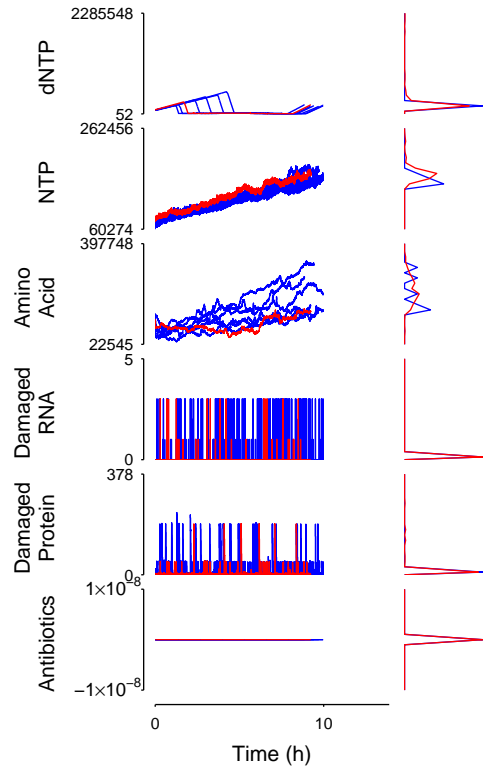 2285548
dNTP
52
262456
NTP
60274
397748
Amino
Acid
22545
5
Damaged
RNA
0
378
Damaged
Protein
0
1×10⁻⁸
Antibiotics
−1×10⁻⁸
0 10
Time (h)